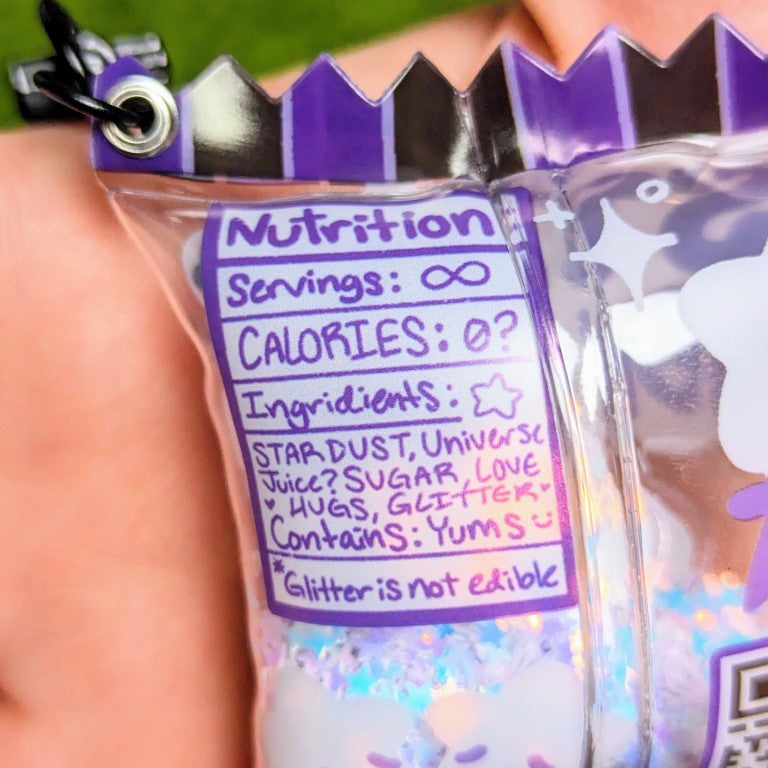 Nutrition
Servings: ∞
CALORIES: 0?
Ingridients: ☆
STARDUST, Universe
Juice? SUGAR LOVE
♥ HUGS, GLITTER ♥
Contains: Yums
*Glitter is not edible